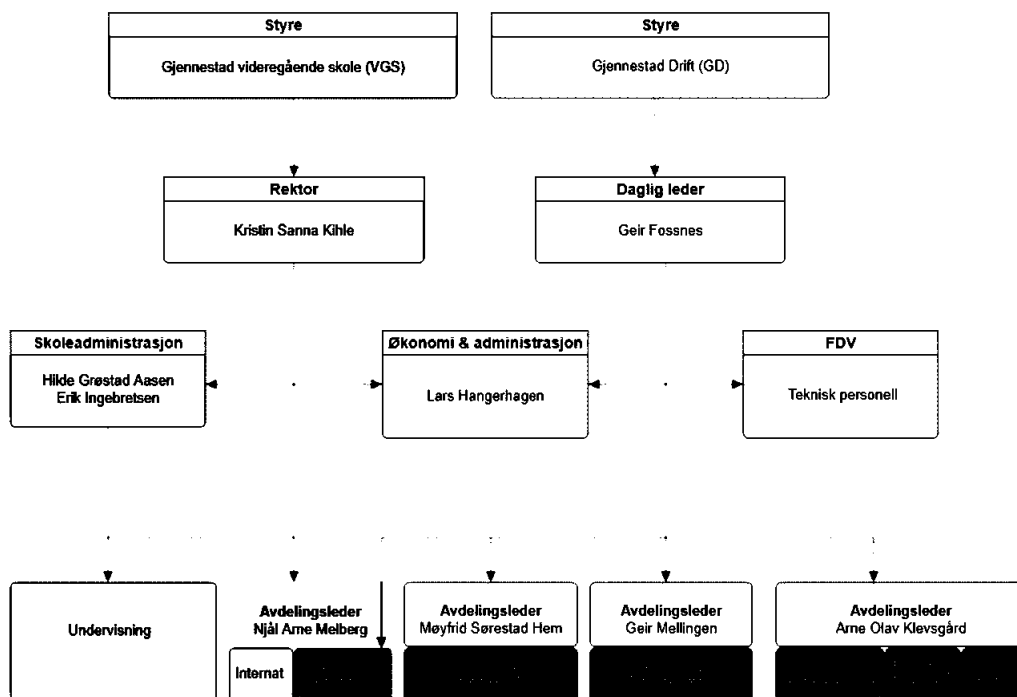 Styre
Gjennestad videregående skole (VGS)
Styre
Gjennestad Drift (GD)
Rektor
Kristin Sanna Kihle
Daglig leder
Geir Fossnes
Skoleadministrasjon
Hilde Grøstad Aasen
Erik Ingebretsen
Økonomi & administrasjon
Lars Hangerhagen
FDV
Teknisk personell
Undervisning
Avdelingsleder
Njål Arne Melberg
Internat
Avdelingsleder
Møyfrid Sørestad Hem
Avdelingsleder
Geir Mellingen
Avdelingsleder
Arne Olav Klevsgård